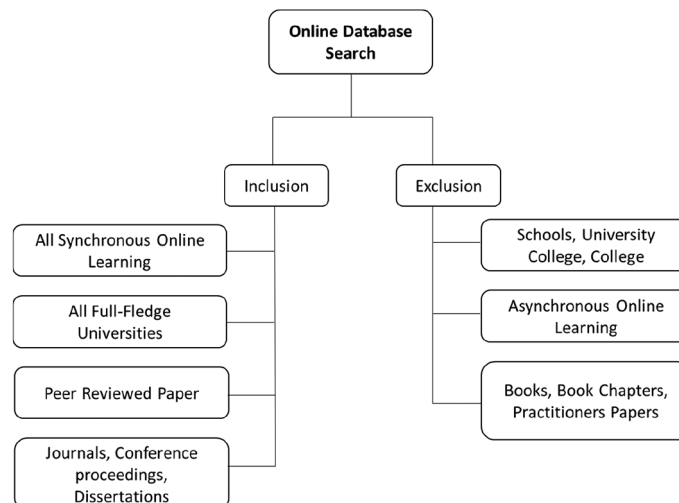 Online Database
Search
Inclusion
Exclusion
All Synchronous Online
Learning
All Full-Fledge
Universities
Peer Reviewed Paper
Journals, Conference
proceedings,
Dissertations
Schools, University
College, College
Asynchronous Online
Learning
Books, Book Chapters,
Practitioners Papers